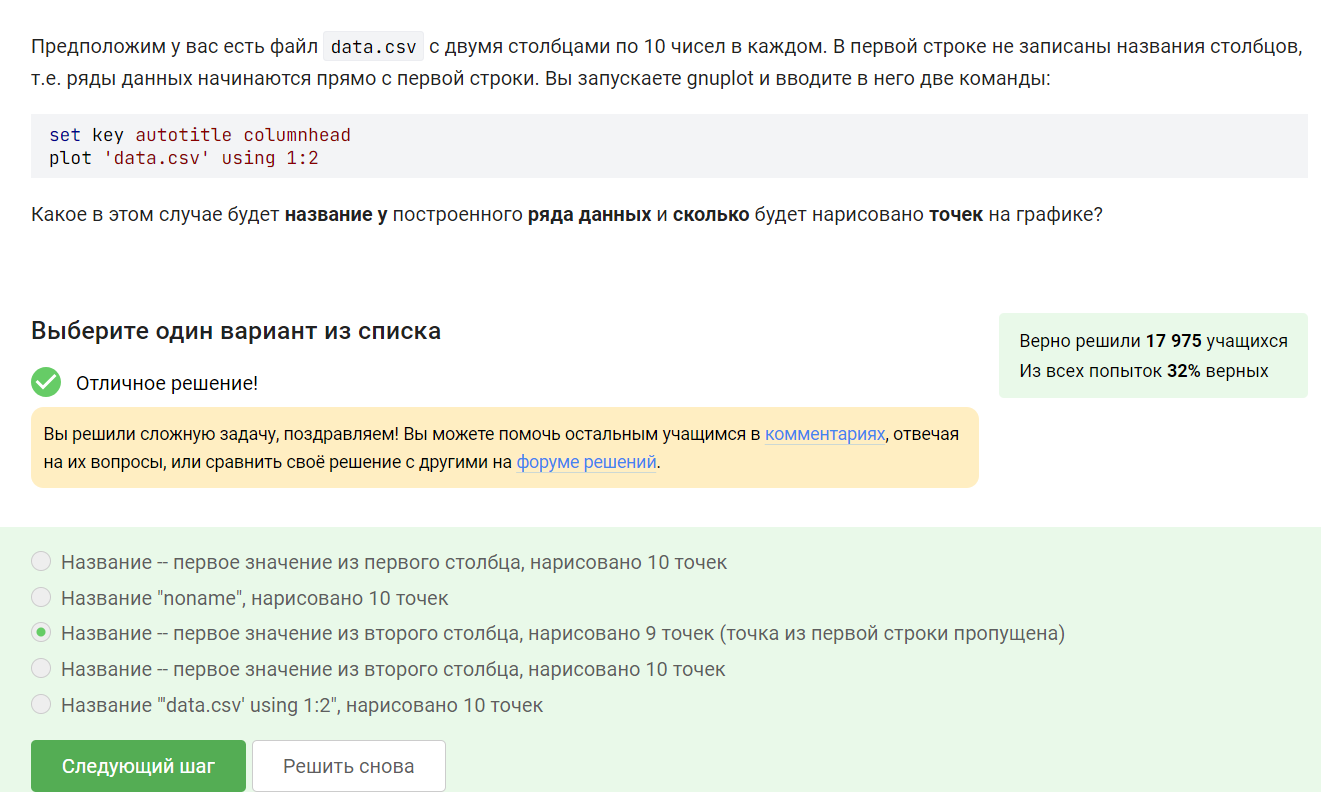 Предположим у вас есть файл data.csv с двумя столбцами по 10 чисел в каждом. В первой строке не записаны названия столбцов,
т.е. ряды данных начинаются прямо с первой строки. Вы запускаете gnuplot и вводите в него две команды:
set key autotitle columnhead
plot 'data.csv' using 1:2
Какое в этом случае будет название у построенного ряда данных и сколько будет нарисовано точек на графике?
Выберите один вариант из списка
Верно решили 17 975 учащихся
Из всех попыток 32% верных
Отличное решение!
Вы решили сложную задачу, поздравляем! Вы можете помочь остальным учащимся в комментариях, отвечая
на их вопросы, или сравнить своё решение с другими на форуме решений.
Название -- первое значение из первого столбца, нарисовано 10 точек
Название "noname", нарисовано 10 точек
Название -- первое значение из второго столбца, нарисовано 9 точек (точка из первой строки пропущена)
Название -- первое значение из второго столбца, нарисовано 10 точек
Название "'data.csv' using 1:2", нарисовано 10 точек
Следующий шаг
Решить снова